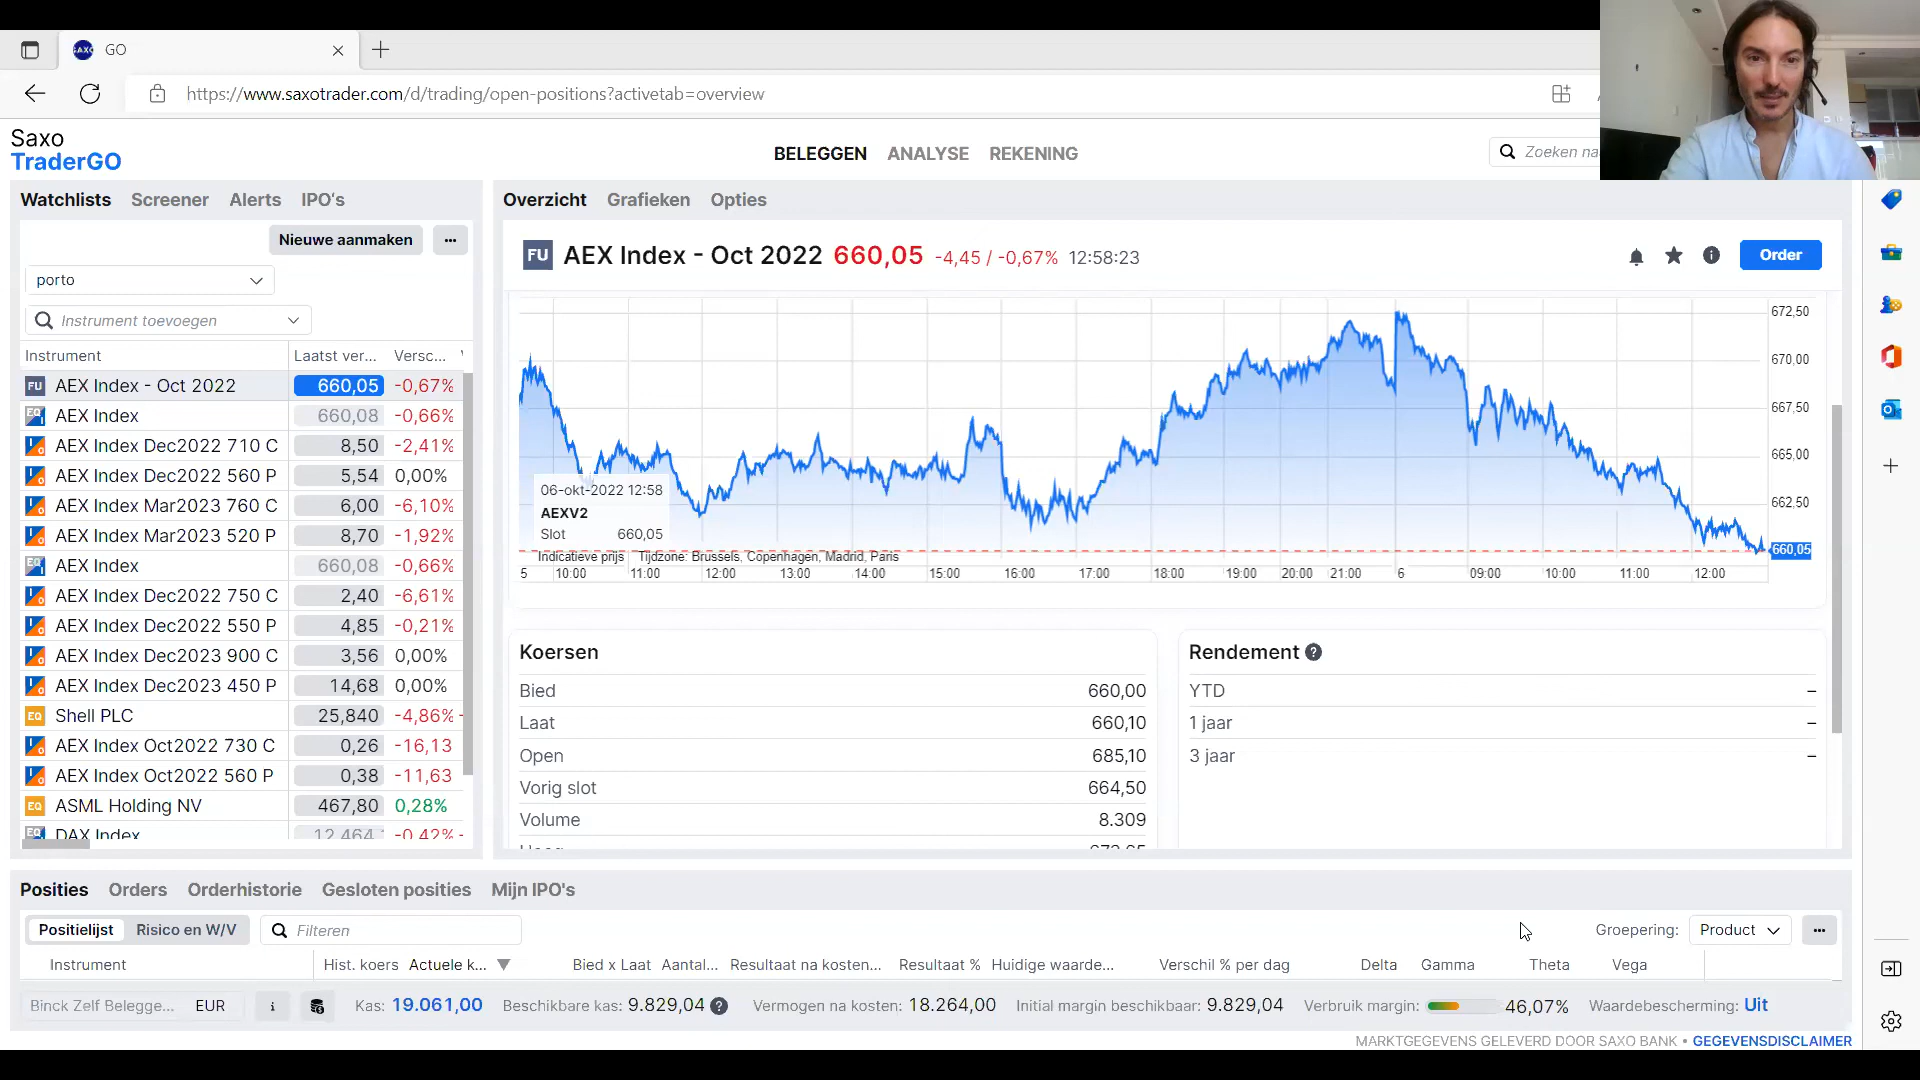 GO
https://www.saxotrader.com/d/trading/open-positions?activetab=overview
Saxo
TraderGO
BELEGGEN ANALYSE REKENING
Zoeken na
Watchlists Screener Alerts IPO's
Nieuwe aanmaken ...
porto
Instrument toevoegen
Instrument Laatst ver... Versc...
FU AEX Index - Oct 2022 660,05 -0,67%
AEX Index 660,08 -0,66%
AEX Index Dec2022 710 C 8,50 -2,41%
AEX Index Dec2022 560 P 5,54 0,00%
AEX Index Mar2023 760 C 6,00 -6,10%
AEX Index Mar2023 520 P 8,70 -1,92%
AEX Index 660,08 -0,66%
AEX Index Dec2022 750 C 2,40 -6,61%
AEX Index Dec2022 550 P 4,85 -0,21%
AEX Index Dec2023 900 C 3,56 0,00%
AEX Index Dec2023 450 P 14,68 0,00%
EQ Shell PLC 25,840 -4,86%
AEX Index Oct2022 730 C 0,26 -16,13
AEX Index Oct2022 560 P 0,38 -11,63
EQ ASML Holding NV 467,80 0,28%
DAX Index 12.464 -0,42%
Overzicht Grafieken Opties
FU AEX Index - Oct 2022 660,05 -4,45 / -0,67% 12:58:23
Order
672,50
670,00
667,50
665,00
662,50
660,05
06-okt-2022 12:58
AEXV2
Slot 660,05
Indicatieve prijs Tijdzone: Brussels, Copenhagen, Madrid, Paris
5 10:00 11:00 12:00 13:00 14:00 15:00 16:00 17:00 18:00 19:00 20:00 21:00 6 09:00 10:00 11:00 12:00
Koersen
Bied 660,00
Laat 660,10
Open 685,10
Vorig slot 664,50
Volume 8.309
Rendement ?
YTD –
1 jaar –
3 jaar –
Posities Orders Orderhistorie Gesloten posities Mijn IPO's
Positielijst Risico en W/V Filteren
Groepering: Product ...
Instrument Hist. koers Actuele k... Bied x Laat Aantal... Resultaat na kosten... Resultaat % Huidige waarde... Verschil % per dag Delta Gamma Theta Vega
Binck Zelf Belegge... EUR Kas: 19.061,00 Beschikbare kas: 9.829,04 ? Vermogen na kosten: 18.264,00 Initial margin beschikbaar: 9.829,04 Verbruik margin: 46,07% Waardebescherming: Uit
MARKTGEGEVENS GELEVERD DOOR SAXO BANK • GEGEVENSDISCLAIMER